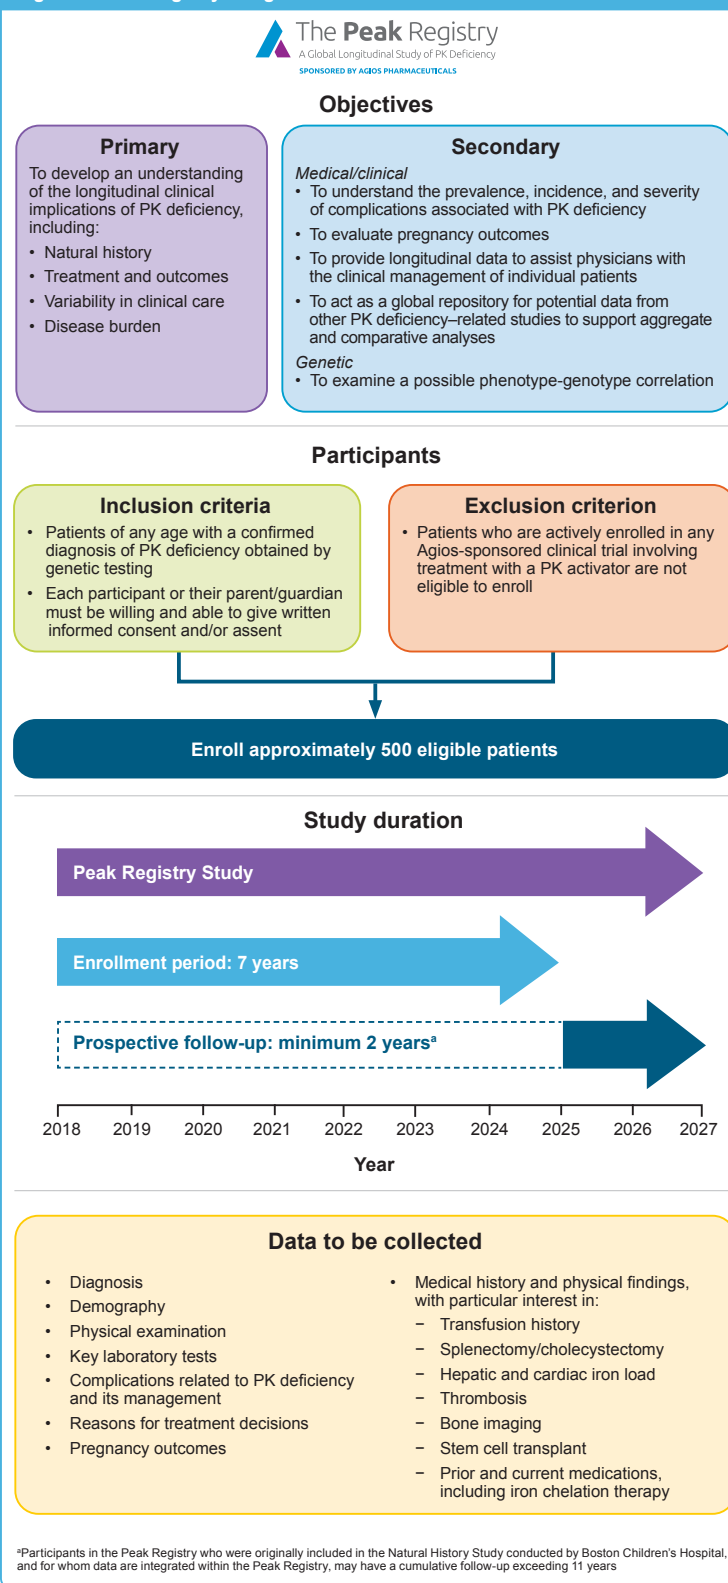 The Peak Registry
A Global Longitudinal Study of PK Deficiency
SPONSORED BY AGIOS PHARMACEUTICALS
Objectives
Primary
To develop an understanding
of the longitudinal clinical
implications of PK deficiency,
including:
• Natural history
• Treatment and outcomes
• Variability in clinical care
• Disease burden
Secondary
Medical/clinical
• To understand the prevalence, incidence, and severity
of complications associated with PK deficiency
• To evaluate pregnancy outcomes
• To provide longitudinal data to assist physicians with
the clinical management of individual patients
• To act as a global repository for potential data from
other PK deficiency–related studies to support aggregate
and comparative analyses
Genetic
• To examine a possible phenotype-genotype correlation
Participants
Inclusion criteria
• Patients of any age with a confirmed
diagnosis of PK deficiency obtained by
genetic testing
• Each participant or their parent/guardian
must be willing and able to give written
informed consent and/or assent
Exclusion criterion
• Patients who are actively enrolled in any
Agios-sponsored clinical trial involving
treatment with a PK activator are not
eligible to enroll
Enroll approximately 500 eligible patients
Study duration
Peak Registry Study
Enrollment period: 7 years
Prospective follow-up: minimum 2 yearsᵃ
2018 2019 2020 2021 2022 2023 2024 2025 2026 2027
Year
Data to be collected
• Diagnosis
• Demography
• Physical examination
• Key laboratory tests
• Complications related to PK deficiency
and its management
• Reasons for treatment decisions
• Pregnancy outcomes
• Medical history and physical findings,
with particular interest in:
− Transfusion history
− Splenectomy/cholecystectomy
− Hepatic and cardiac iron load
− Thrombosis
− Bone imaging
− Stem cell transplant
− Prior and current medications,
including iron chelation therapy
ᵃParticipants in the Peak Registry who were originally included in the Natural History Study conducted by Boston Children's Hospital,
and for whom data are integrated within the Peak Registry, may have a cumulative follow-up exceeding 11 years